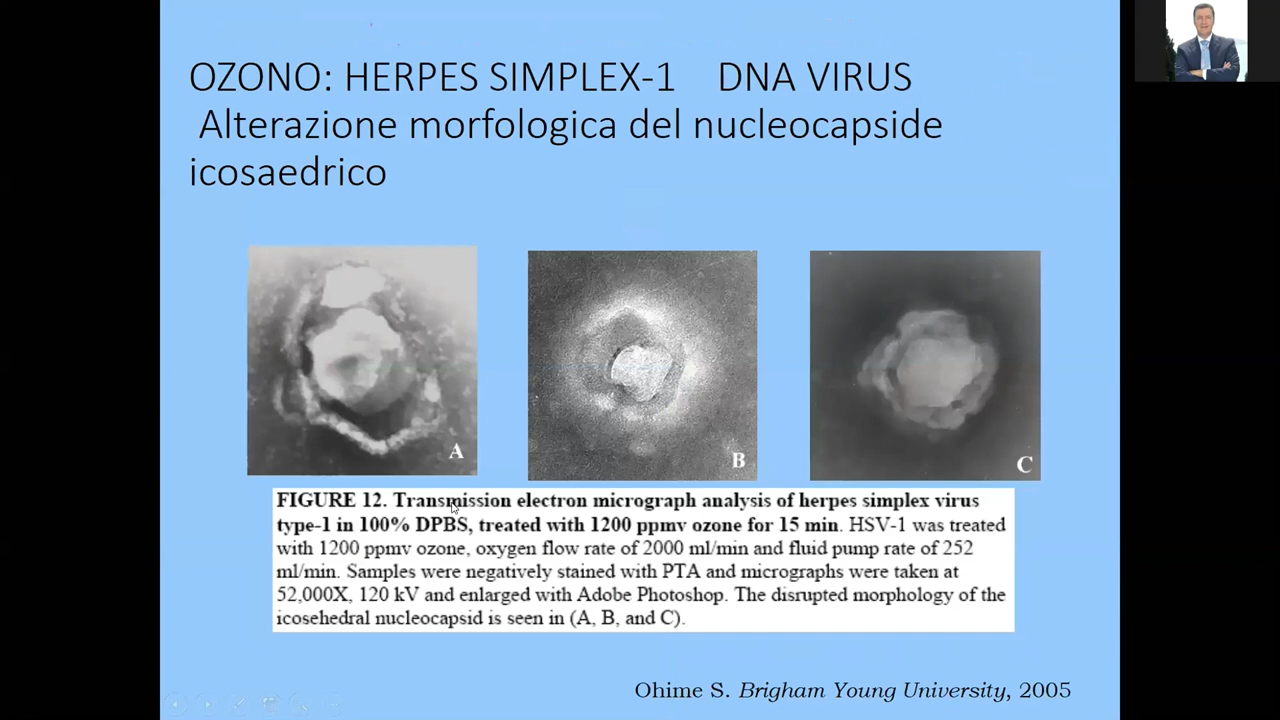 OZONO: HERPES SIMPLEX-1 DNA VIRUS
Alterazione morfologica del nucleocapside
icosaedrico
A
B
C
FIGURE 12. Transmission electron micrograph analysis of herpes simplex virus
type-1 in 100% DPBS, treated with 1200 ppmv ozone for 15 min. HSV-1 was treated
with 1200 ppmv ozone, oxygen flow rate of 2000 ml/min and fluid pump rate of 252
ml/min. Samples were negatively stained with PTA and micrographs were taken at
52,000X, 120 kV and enlarged with Adobe Photoshop. The disrupted morphology of the
icosehedral nucleocapsid is seen in (A, B, and C).
Ohime S. Brigham Young University, 2005